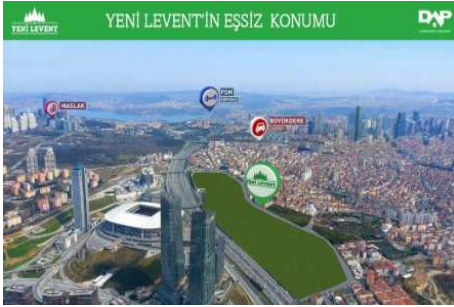 YENİ LEVENT
YENİ LEVENT'İN EŞSİZ KONUMU
DAP
MASLAK
FSM
BÜYÜKDERE
YENİ LEVENT